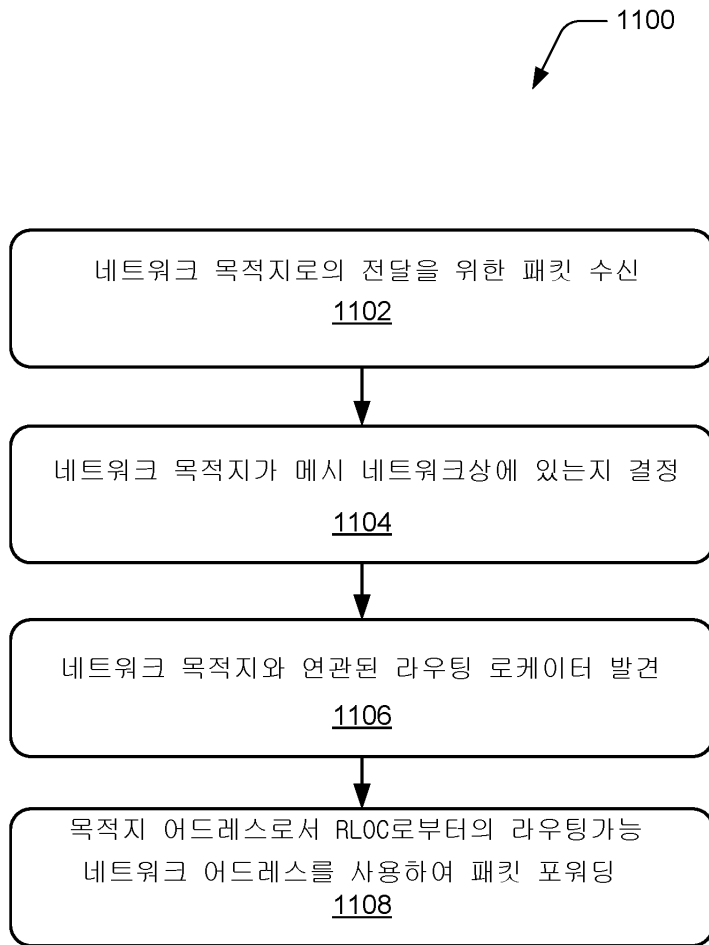 1100
네트워크 목적지로의 전달을 위한 패킷 수신
1102
네트워크 목적지가 메시 네트워크상에 있는지 결정
1104
네트워크 목적지와 연관된 라우팅 로케이터 발견
1106
목적지 어드레스로서 RLOC로부터의 라우팅가능
네트워크 어드레스를 사용하여 패킷 포워딩
1108